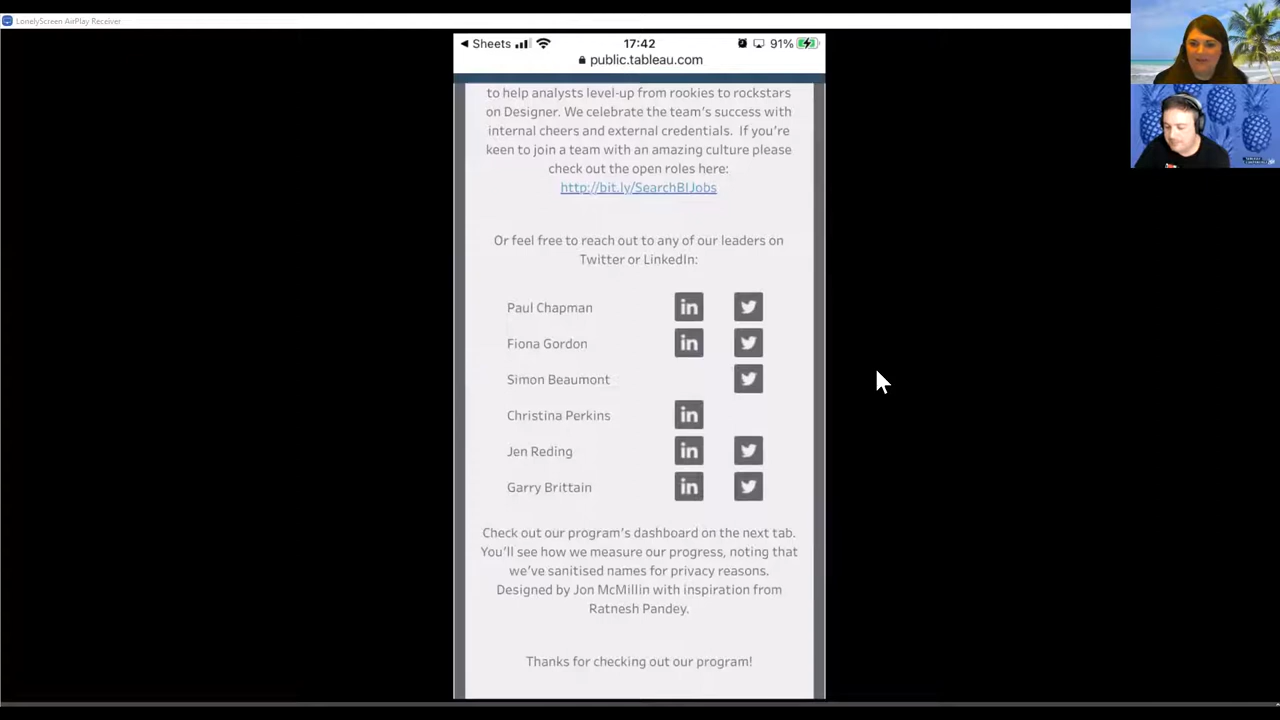 LonelyScreen AirPlay Receiver
Sheets
17:42
91%
public.tableau.com
to help analysts level-up from rookies to rockstars
on Designer. We celebrate the team's success with
internal cheers and external credentials. If you're
keen to join a team with an amazing culture please
check out the open roles here:
http://bit.ly/SearchBIJobs
Or feel free to reach out to any of our leaders on
Twitter or LinkedIn:
Paul Chapman in
Fiona Gordon in
Simon Beaumont
Christina Perkins in
Jen Reding in
Garry Brittain in
Check out our program's dashboard on the next tab.
You'll see how we measure our progress, noting that
we've sanitised names for privacy reasons.
Designed by Jon McMillin with inspiration from
Ratnesh Pandey.
Thanks for checking out our program!